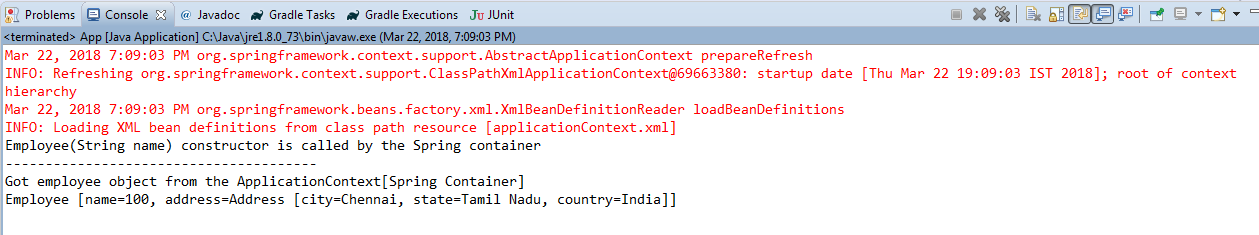 Problems Console Javadoc Gradle Tasks Gradle Executions JUnit
<terminated> App [Java Application] C:\Java\jre1.8.0_73\bin\javaw.exe (Mar 22, 2018, 7:09:03 PM)
Mar 22, 2018 7:09:03 PM org.springframework.context.support.AbstractApplicationContext prepareRefresh
INFO: Refreshing org.springframework.context.support.ClassPathXmlApplicationContext@69663380: startup date [Thu Mar 22 19:09:03 IST 2018]; root of context
hierarchy
Mar 22, 2018 7:09:03 PM org.springframework.beans.factory.xml.XmlBeanDefinitionReader loadBeanDefinitions
INFO: Loading XML bean definitions from class path resource [applicationContext.xml]
Employee(String name) constructor is called by the Spring container
---------------------------------------
Got employee object from the ApplicationContext[Spring Container]
Employee [name=100, address=Address [city=Chennai, state=Tamil Nadu, country=India]]